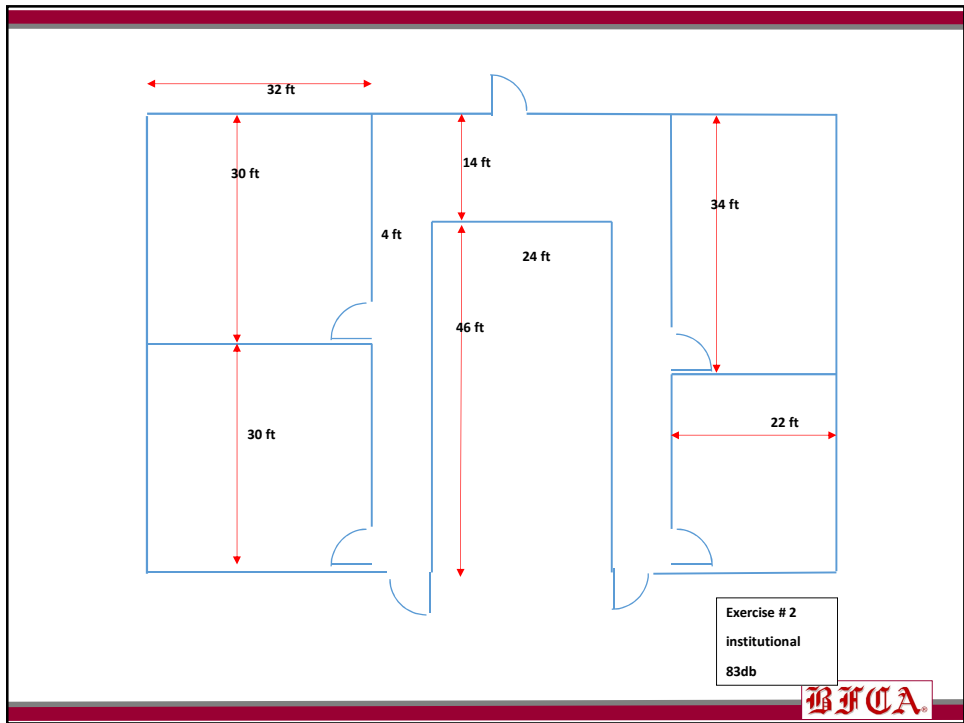 32 ft
30 ft
14 ft
34 ft
4 ft
24 ft
46 ft
22 ft
30 ft
Exercise # 2
institutional
83db
BFCA®